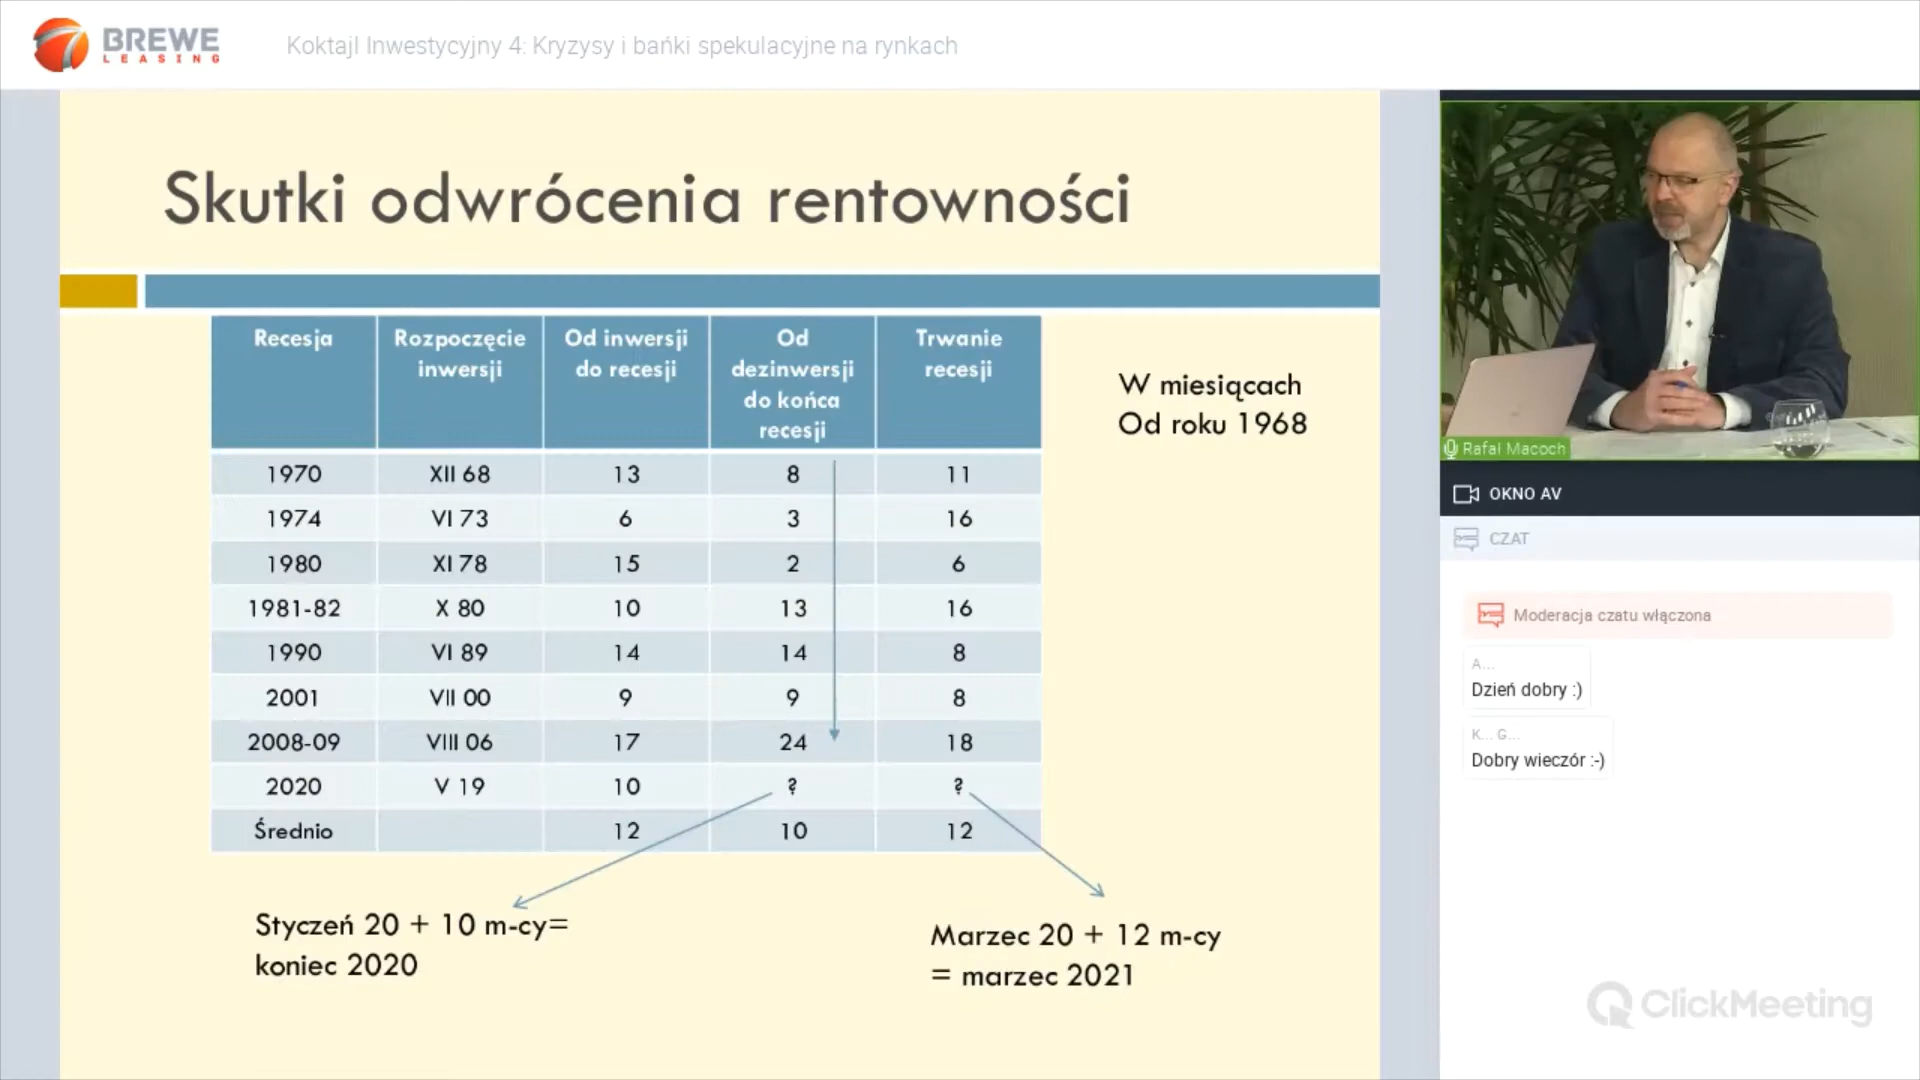 BREWE
LEASING
Koktajl Inwestycyjny 4: Kryzysy i bańki spekulacyjne na rynkach
Skutki odwrócenia rentowności
Recesja | Rozpoczęcie inwersji | Od inwersji do recesji | Od dezinwersji do końca recesji | Trwanie recesji
1970 | XII 68 | 13 | 8 | 11
1974 | VI 73 | 6 | 3 | 16
1980 | XI 78 | 15 | 2 | 6
1981-82 | X 80 | 10 | 13 | 16
1990 | VI 89 | 14 | 14 | 8
2001 | VII 00 | 9 | 9 | 8
2008-09 | VIII 06 | 17 | 24 | 18
2020 | V 19 | 10 | ? | ?
Średnio | | 12 | 10 | 12
W miesiącach
Od roku 1968
Styczeń 20 + 10 m-cy=
koniec 2020
Marzec 20 + 12 m-cy
= marzec 2021
Rafał Macoch
OKNO AV
CZAT
Moderacja czatu włączona
A...
Dzień dobry :)
K... G...
Dobry wieczór :-)
ClickMeeting